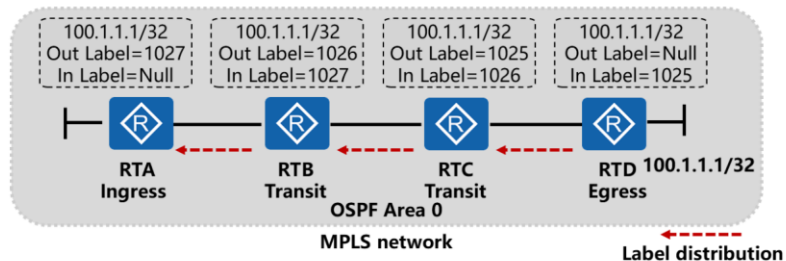 100.1.1.1/32
Out Label=1027
In Label=Null
100.1.1.1/32
Out Label=1026
In Label=1027
100.1.1.1/32
Out Label=1025
In Label=1026
100.1.1.1/32
Out Label=Null
In Label=1025
R
R
R
R
RTA
Ingress
RTB
Transit
RTC
Transit
RTD
Egress
100.1.1.1/32
OSPF Area 0
MPLS network
Label distribution